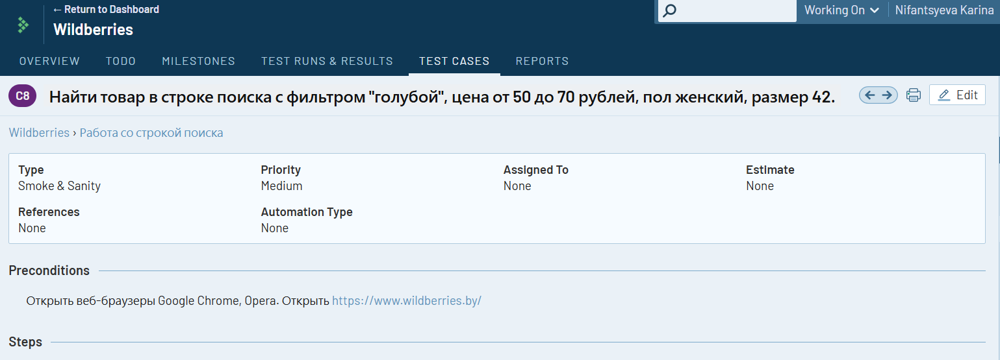 ← Return to Dashboard
Wildberries
Working On
Nifantsyeva Karina
OVERVIEW TODO MILESTONES TEST RUNS & RESULTS TEST CASES REPORTS
C8 Найти товар в строке поиска с фильтром "голубой", цена от 50 до 70 рублей, пол женский, размер 42.
Edit
Wildberries › Работа со строкой поиска
Type Priority Assigned To Estimate
Smoke & Sanity Medium None None
References Automation Type
None None
Preconditions
Открыть веб-браузеры Google Chrome, Opera. Открыть https://www.wildberries.by/
Steps